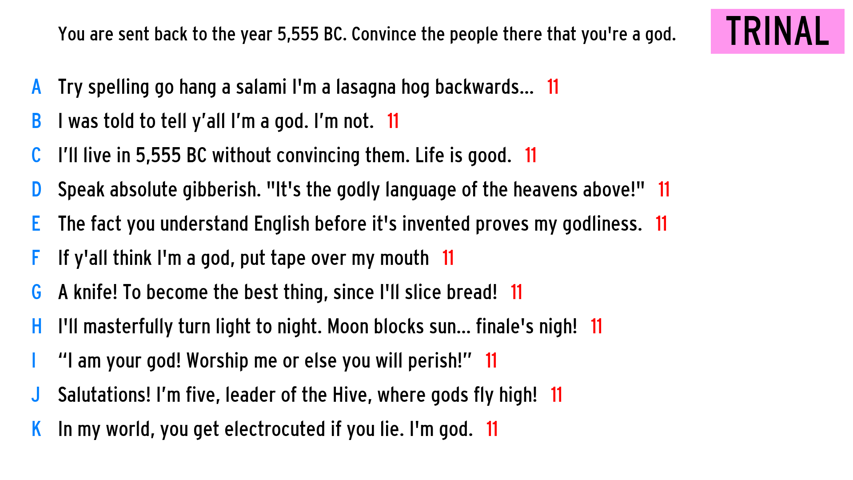 You are sent back to the year 5,555 BC. Convince the people there that you're a god.
TRINAL
A Try spelling go hang a salami I'm a lasagna hog backwards... 11
B I was told to tell y’all I’m a god. I’m not. 11
C I’ll live in 5,555 BC without convincing them. Life is good. 11
D Speak absolute gibberish. "It's the godly language of the heavens above!" 11
E The fact you understand English before it's invented proves my godliness. 11
F If y'all think I'm a god, put tape over my mouth 11
G A knife! To become the best thing, since I'll slice bread! 11
H I'll masterfully turn light to night. Moon blocks sun... finale's nigh! 11
I “I am your god! Worship me or else you will perish!” 11
J Salutations! I’m five, leader of the Hive, where gods fly high! 11
K In my world, you get electrocuted if you lie. I'm god. 11